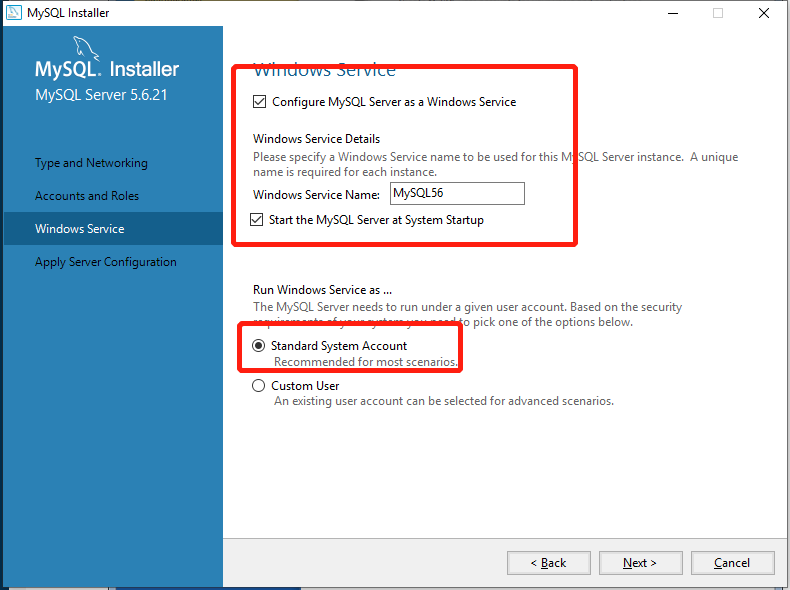 MySQL Installer
MySQL. Installer
MySQL Server 5.6.21
Type and Networking
Accounts and Roles
Windows Service
Apply Server Configuration
Windows Service
Configure MySQL Server as a Windows Service
Windows Service Details
Please specify a Windows Service name to be used for this MySQL Server instance. A unique
name is required for each instance.
Windows Service Name: MySQL56
Start the MySQL Server at System Startup
Run Windows Service as ...
The MySQL Server needs to run under a given user account. Based on the security
requirements of your system you need to pick one of the options below.
Standard System Account
Recommended for most scenarios.
Custom User
An existing user account can be selected for advanced scenarios.
< Back Next > Cancel